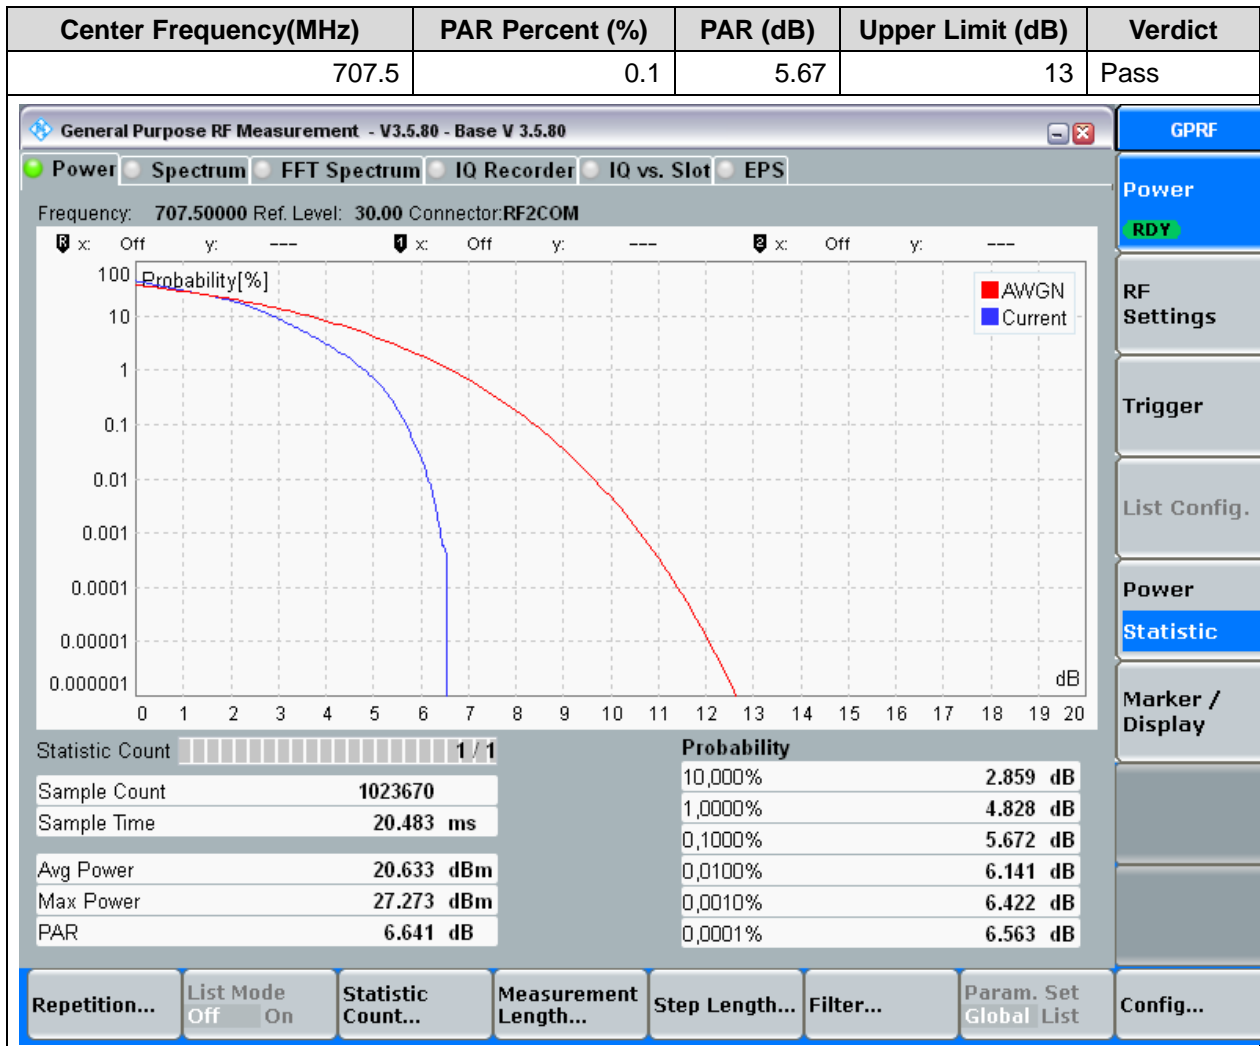 Center Frequency(MHz) PAR Percent (%) PAR (dB) Upper Limit (dB) Verdict
707.5 0.1 5.67 13 Pass
General Purpose RF Measurement - V3.5.80 - Base V 3.5.80
GPRF
Power Spectrum FFT Spectrum IQ Recorder IQ vs. Slot EPS
Power
RDY
Frequency: 707.50000 Ref. Level: 30.00 Connector:RF2COM
R x: Off y: --- 1 x: Off y: --- 2 x: Off y: ---
Probability[%]
AWGN
Current
100
10
1
0.1
0.01
0.001
0.0001
0.00001
0.000001
dB
0 1 2 3 4 5 6 7 8 9 10 11 12 13 14 15 16 17 18 19 20
RF
Settings
Trigger
List Config.
Power
Statistic
Marker /
Display
Statistic Count 1 / 1
Sample Count 1023670
Sample Time 20.483 ms
Avg Power 20.633 dBm
Max Power 27.273 dBm
PAR 6.641 dB
Probability
10,000% 2.859 dB
1,0000% 4.828 dB
0,1000% 5.672 dB
0,0100% 6.141 dB
0,0010% 6.422 dB
0,0001% 6.563 dB
Repetition...
List Mode
Off On
Statistic
Count...
Measurement
Length...
Step Length...
Filter...
Param. Set
Global List
Config...